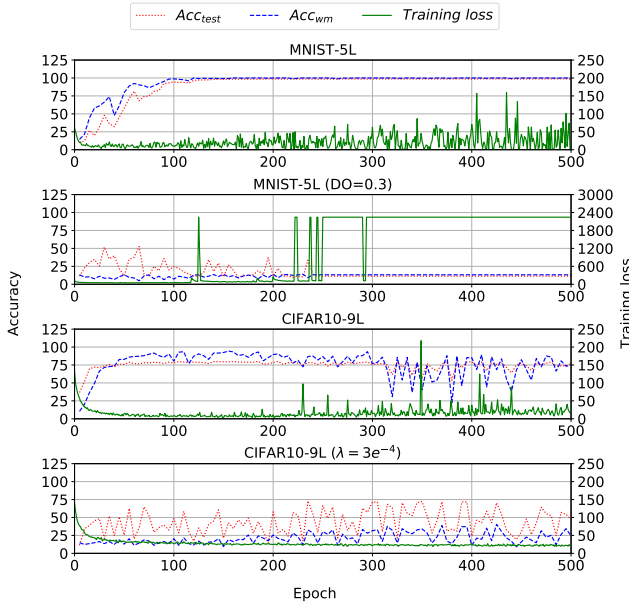 Acc_test Acc_wm Training loss
MNIST-5L
125 100 75 50 25 0
250 200 150 100 50 0
0 100 200 300 400 500
MNIST-5L (DO=0.3)
125 100 75 50 25 0
3000 2400 1800 1200 600 0
0 100 200 300 400 500
Accuracy
Training loss
CIFAR10-9L
125 100 75 50 25 0
250 200 150 100 50 0
0 100 200 300 400 500
CIFAR10-9L (λ = 3e⁻⁴)
125 100 75 50 25 0
250 200 150 100 50 0
0 100 200 300 400 500
Epoch